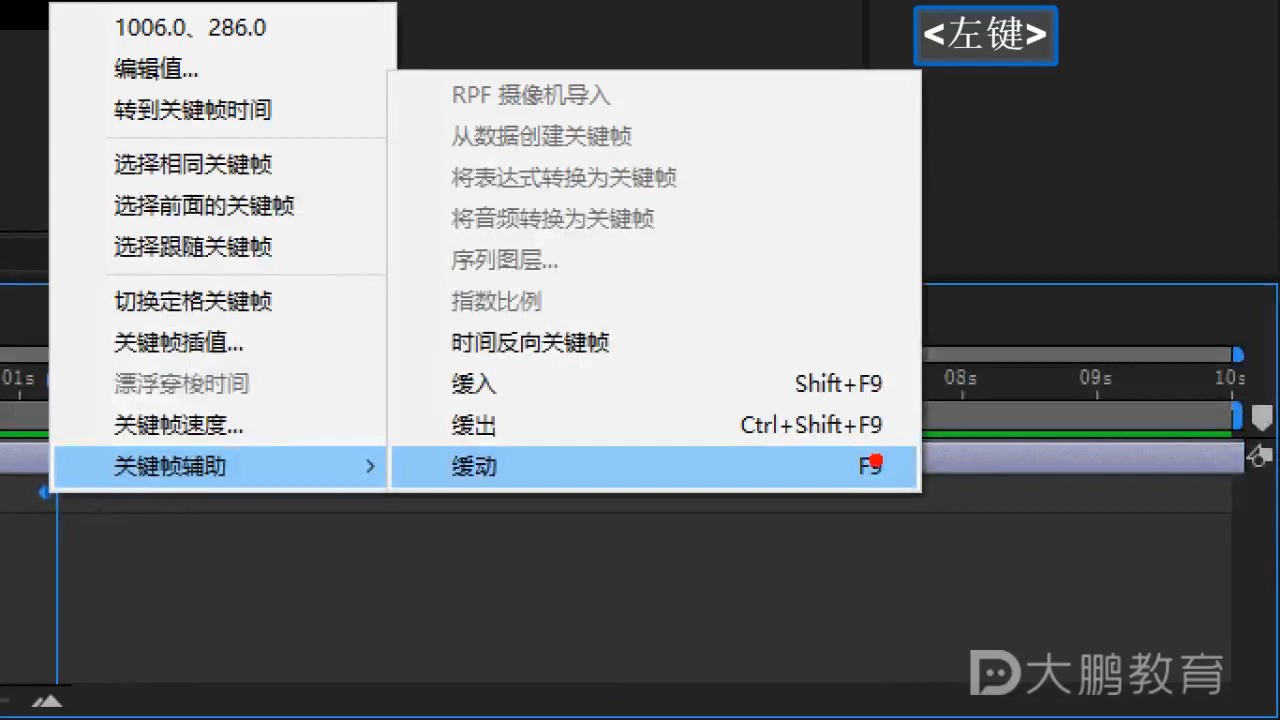 1006.0、286.0
编辑值...
转到关键帧时间
选择相同关键帧
选择前面的关键帧
选择跟随关键帧
切换定格关键帧
关键帧插值...
漂浮穿梭时间
关键帧速度...
关键帧辅助
RPF 摄像机导入
从数据创建关键帧
将表达式转换为关键帧
将音频转换为关键帧
序列图层...
指数比例
时间反向关键帧
缓入 Shift+F9
缓出 Ctrl+Shift+F9
缓动 F9
<左键>
01s 08s 09s 10s
大鹏教育